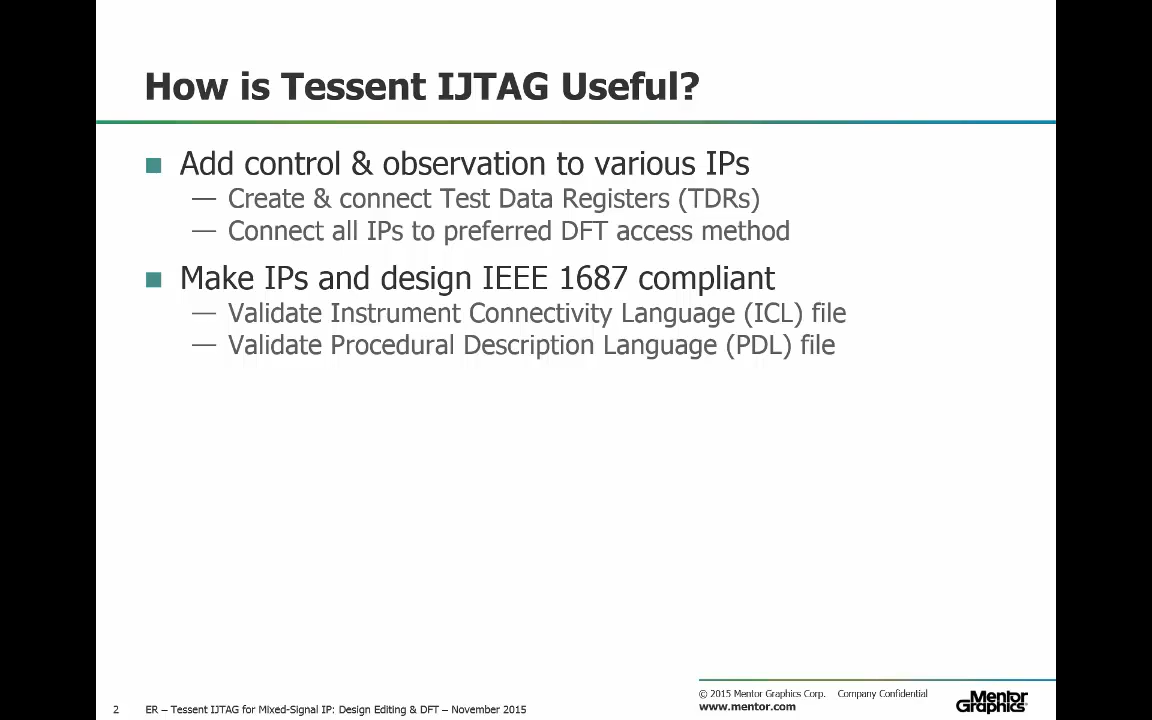 How is Tessent IJTAG Useful?
Add control & observation to various IPs
— Create & connect Test Data Registers (TDRs)
— Connect all IPs to preferred DFT access method
Make IPs and design IEEE 1687 compliant
— Validate Instrument Connectivity Language (ICL) file
— Validate Procedural Description Language (PDL) file
2 ER – Tessent IJTAG for Mixed-Signal IP: Design Editing & DFT – November 2015
© 2015 Mentor Graphics Corp. Company Confidential
www.mentor.com
Mentor
Graphics